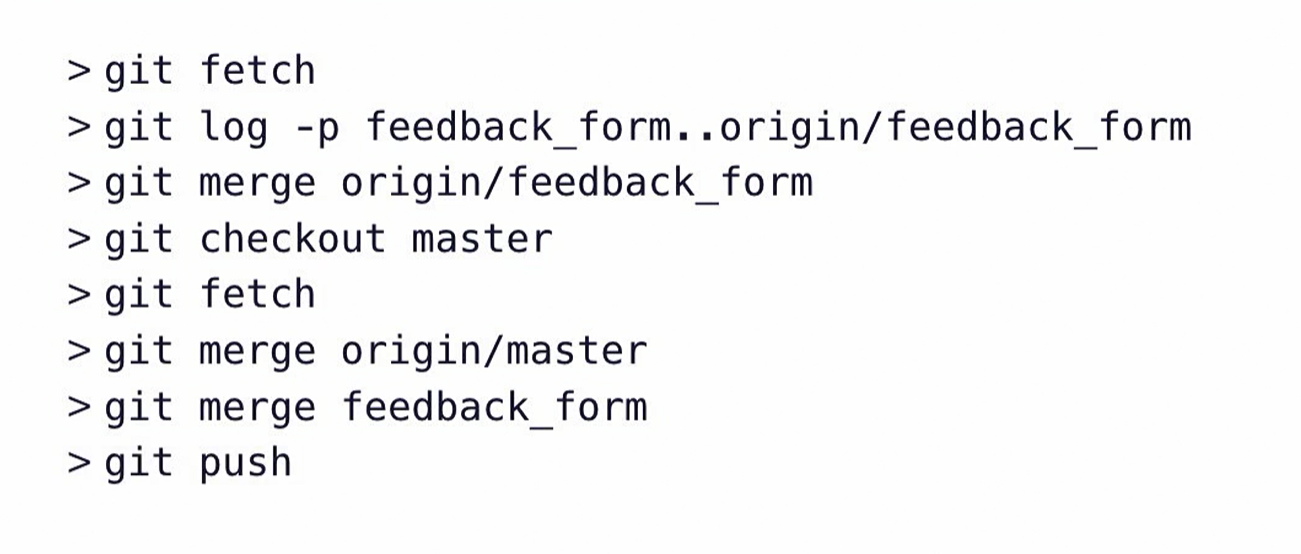 > git fetch
> git log -p feedback_form..origin/feedback_form
> git merge origin/feedback_form
> git checkout master
> git fetch
> git merge origin/master
> git merge feedback_form
> git push